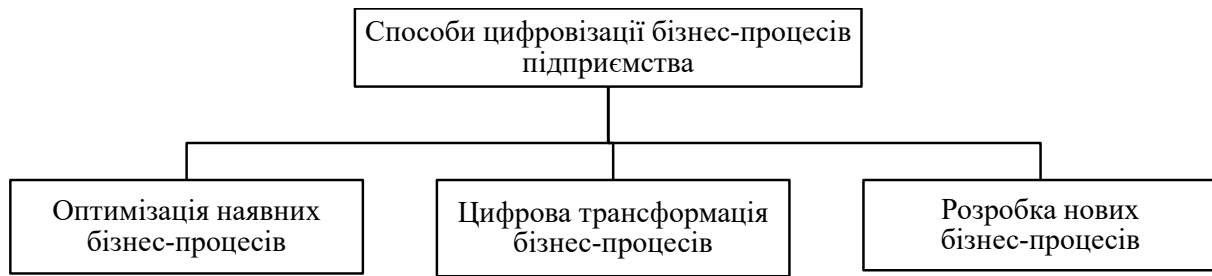 Способи цифровізації бізнес-процесів
підприємства
Оптимізація наявних
бізнес-процесів
Цифрова трансформація
бізнес-процесів
Розробка нових
бізнес-процесів